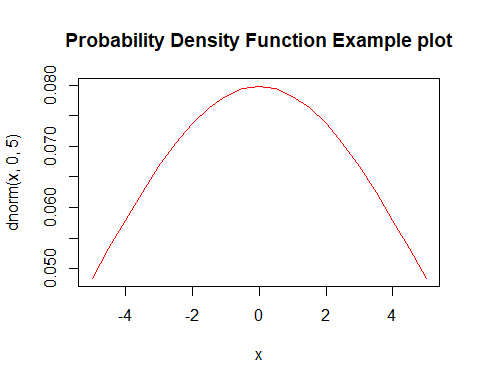 Probability Density Function Example plot
dnorm(x, 0, 5)
0.080
0.070
0.060
0.050
-4 -2 0 2 4
x